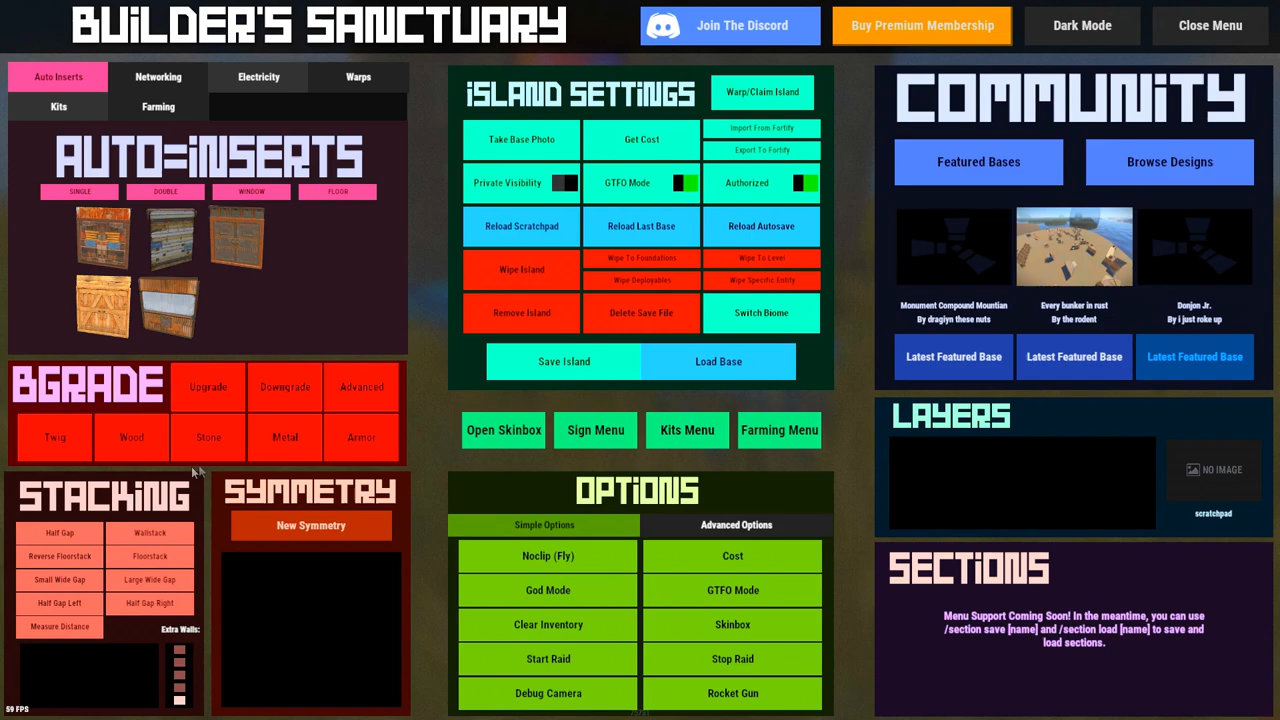 BUILDER'S SANCTUARY
Join The Discord
Buy Premium Membership
Dark Mode
Close Menu
Auto Inserts
Networking
Electricity
Warps
Kits
Farming
AUTO=INSERTS
SINGLE
DOUBLE
WINDOW
FLOOR
BGRADE
Upgrade
Downgrade
Advanced
Twig
Wood
Stone
Metal
Armor
STACKING
Half Gap
Wallstack
Reverse Floorstack
Floorstack
Small Wide Gap
Large Wide Gap
Half Gap Left
Half Gap Right
Measure Distance
Extra Walls:
59 FPS
SYMMETRY
New Symmetry
ISLAND SETTINGS
Warp/Claim Island
Take Base Photo
Get Cost
Import From Fortify
Export To Fortify
Private Visibility
GTFO Mode
Authorized
Reload Scratchpad
Reload Last Base
Reload Autosave
Wipe Island
Wipe To Foundations
Wipe To Level
Wipe Deployables
Wipe Specific Entity
Remove Island
Delete Save File
Switch Biome
Save Island
Load Base
Open Skinbox
Sign Menu
Kits Menu
Farming Menu
OPTIONS
Simple Options
Advanced Options
Noclip (Fly)
Cost
God Mode
GTFO Mode
Clear Inventory
Skinbox
Start Raid
Stop Raid
Debug Camera
Rocket Gun
COMMUNITY
Featured Bases
Browse Designs
Monument Compound Mountian
By dragiyn these nuts
Every bunker in rust
By the rodent
Donjon Jr.
By i just roke up
Latest Featured Base
Latest Featured Base
Latest Featured Base
LAYERS
NO IMAGE
scratchpad
SECTIONS
Menu Support Coming Soon! In the meantime, you can use
/section save [name] and /section load [name] to save and
load sections.